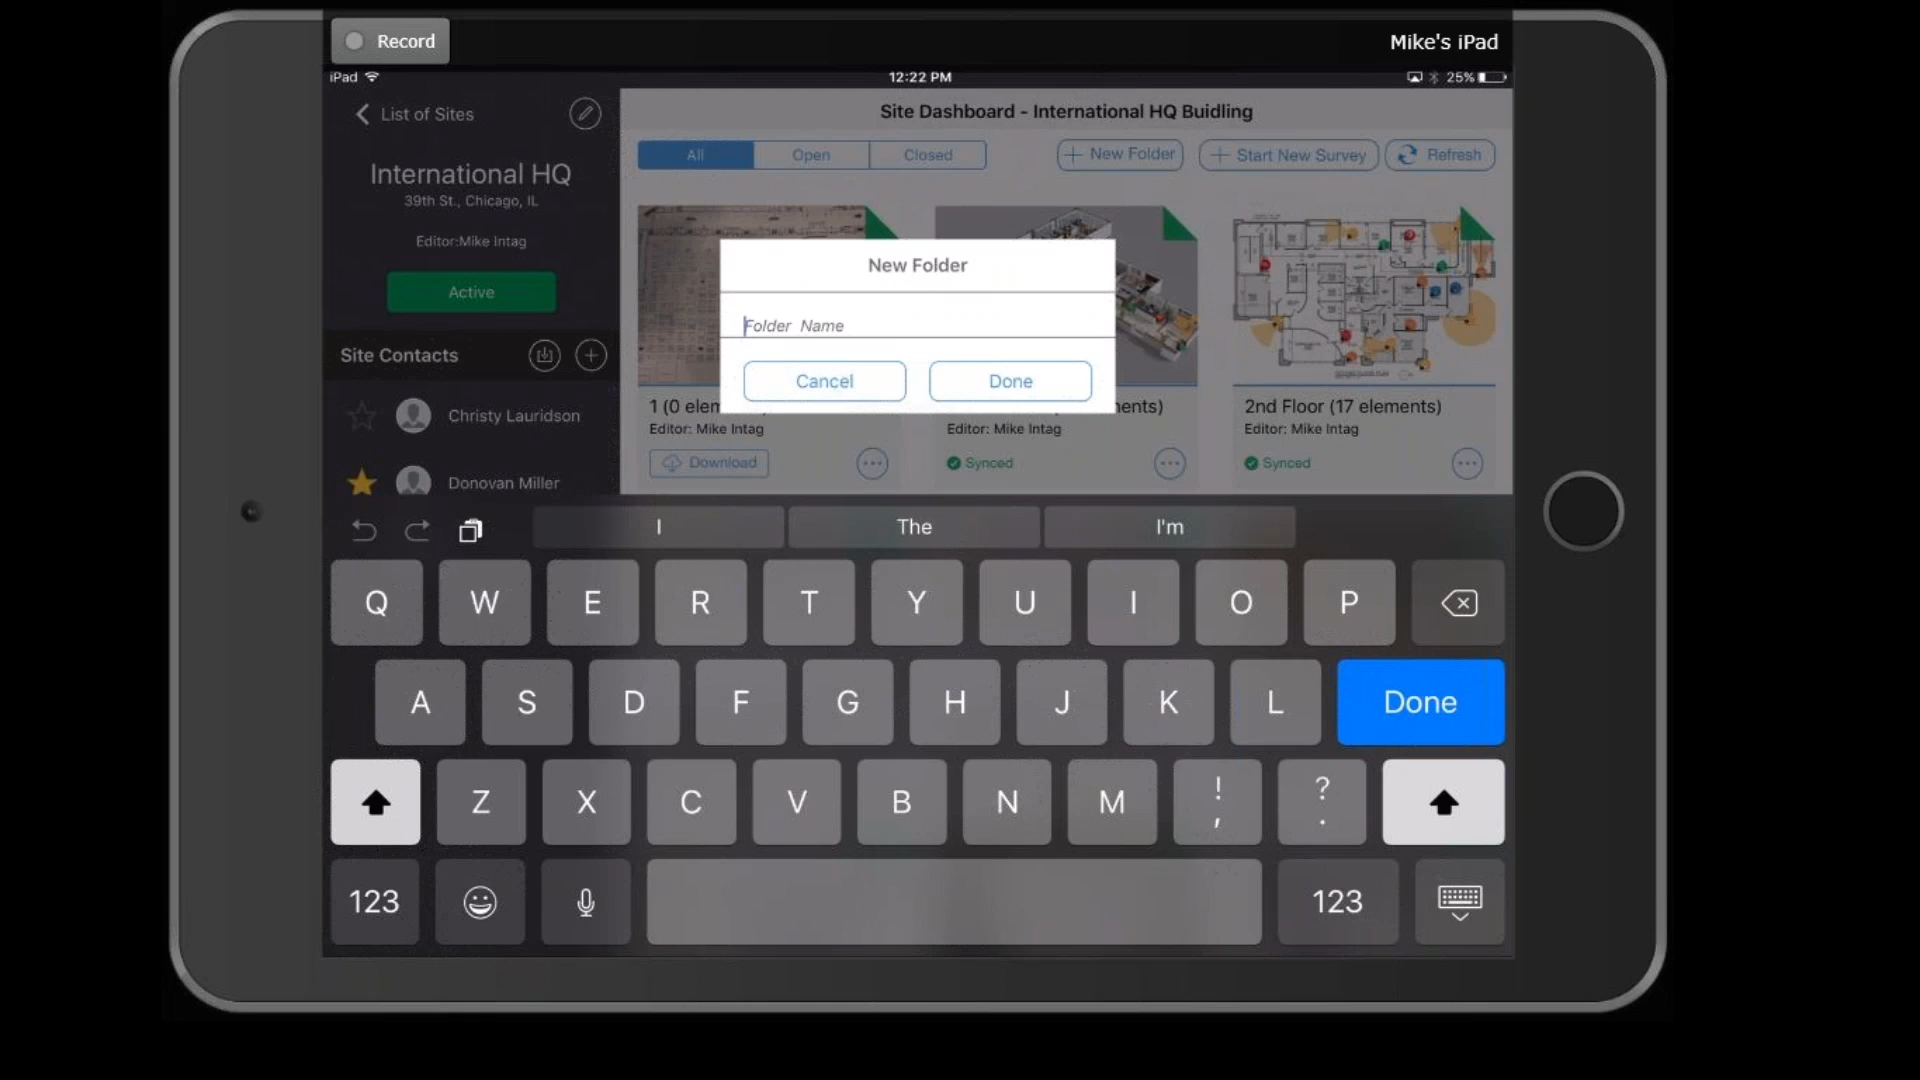 Record
Mike's iPad
iPad
12:22 PM
25%
List of Sites
International HQ
39th St., Chicago, IL
Editor:Mike Intag
Active
Site Contacts
Christy Lauridson
Donovan Miller
Site Dashboard - International HQ Buidling
All
Open
Closed
New Folder
Start New Survey
Refresh
New Folder
Folder Name
Cancel
Done
1 (0 elem
Editor: Mike Intag
Download
ents)
Editor: Mike Intag
Synced
2nd Floor (17 elements)
Editor: Mike Intag
Synced
I
The
I'm
Q W E R T Y U I O P
A S D F G H J K L Done
Z X C V B N M ! , ? .
123
123